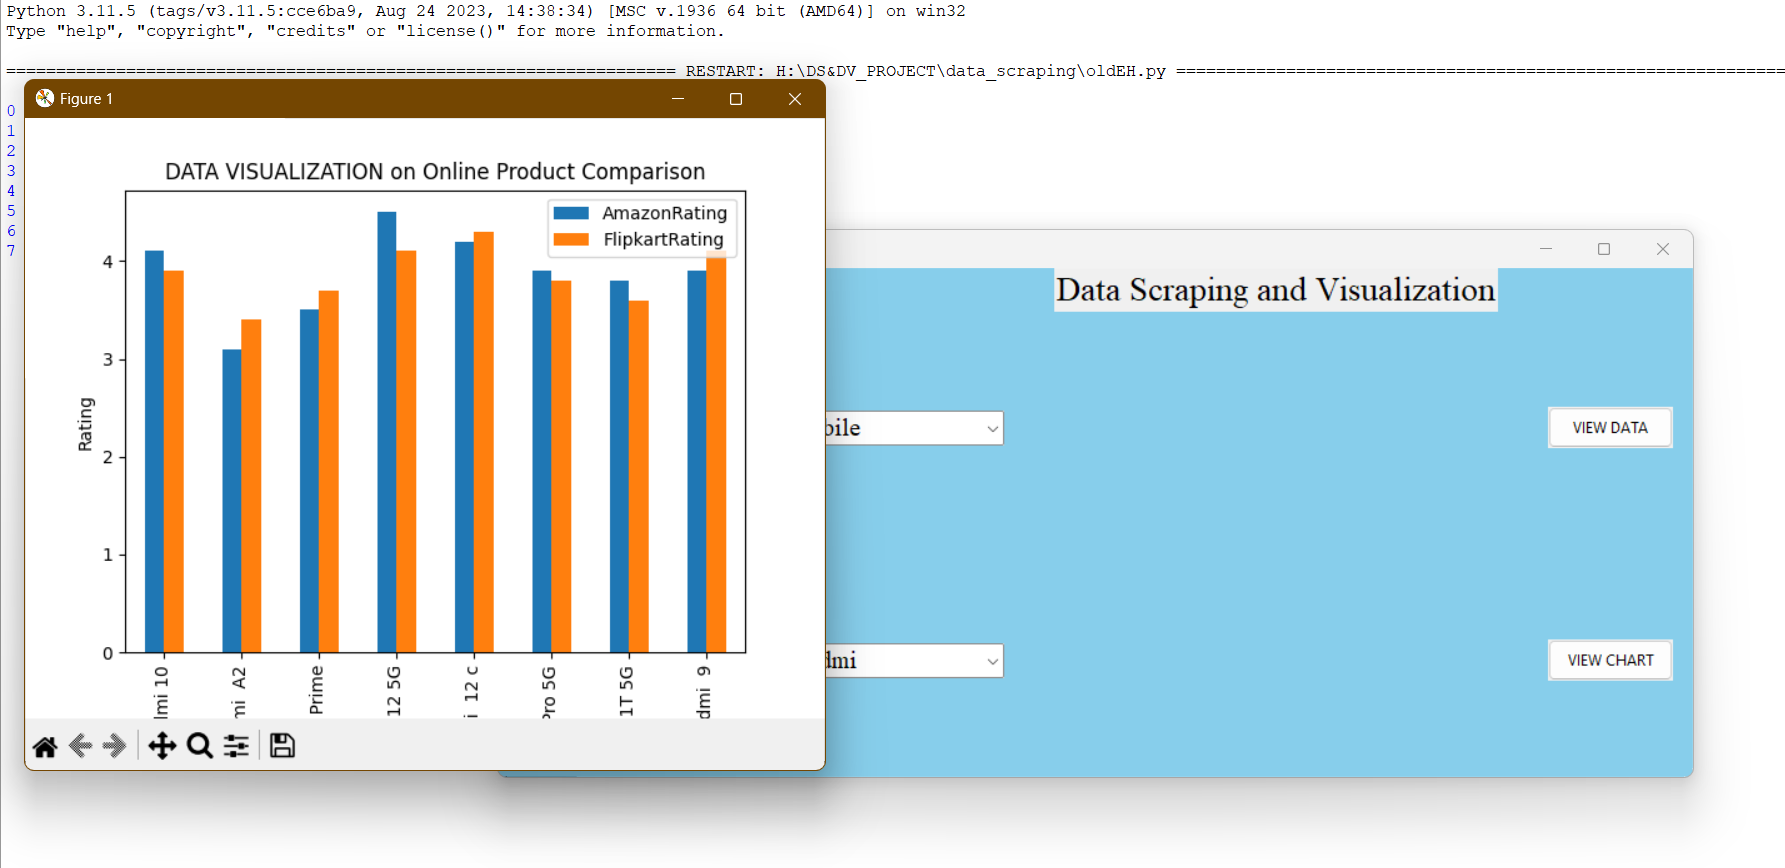 Python 3.11.5 (tags/v3.11.5:cce6ba9, Aug 24 2023, 14:38:34) [MSC v.1936 64 bit (AMD64)] on win32
Type "help", "copyright", "credits" or "license()" for more information.
RESTART: H:\DS&DV_PROJECT\data_scraping\oldEH.py
0
1
2
3
4
5
6
7
Figure 1
DATA VISUALIZATION on Online Product Comparison
AmazonRating
FlipkartRating
4
3
2
1
0
Rating
lmi 10
mi A2
Prime
12 5G
i 12 c
Pro 5G
1T 5G
dmi 9
Data Scraping and Visualization
bile
VIEW DATA
dmi
VIEW CHART